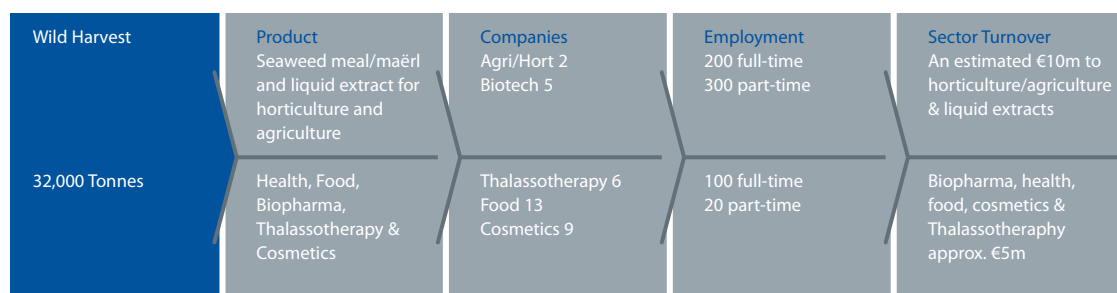 Wild Harvest
32,000 Tonnes
Product
Seaweed meal/maërl
and liquid extract for
horticulture and
agriculture
Health, Food,
Biopharma,
Thalassotherapy &
Cosmetics
Companies
Agri/Hort 2
Biotech 5
Thalassotherapy 6
Food 13
Cosmetics 9
Employment
200 full-time
300 part-time
100 full-time
20 part-time
Sector Turnover
An estimated €10m to
horticulture/agriculture
& liquid extracts
Biopharma, health,
food, cosmetics &
Thalassotheraphy
approx. €5m